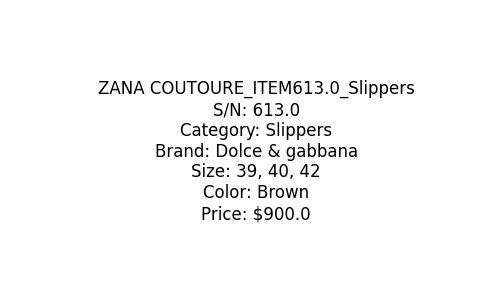 ZANA COUTOURE_ITEM613.0_Slippers
S/N: 613.0
Category: Slippers
Brand: Dolce & gabbana
Size: 39, 40, 42
Color: Brown
Price: $900.0